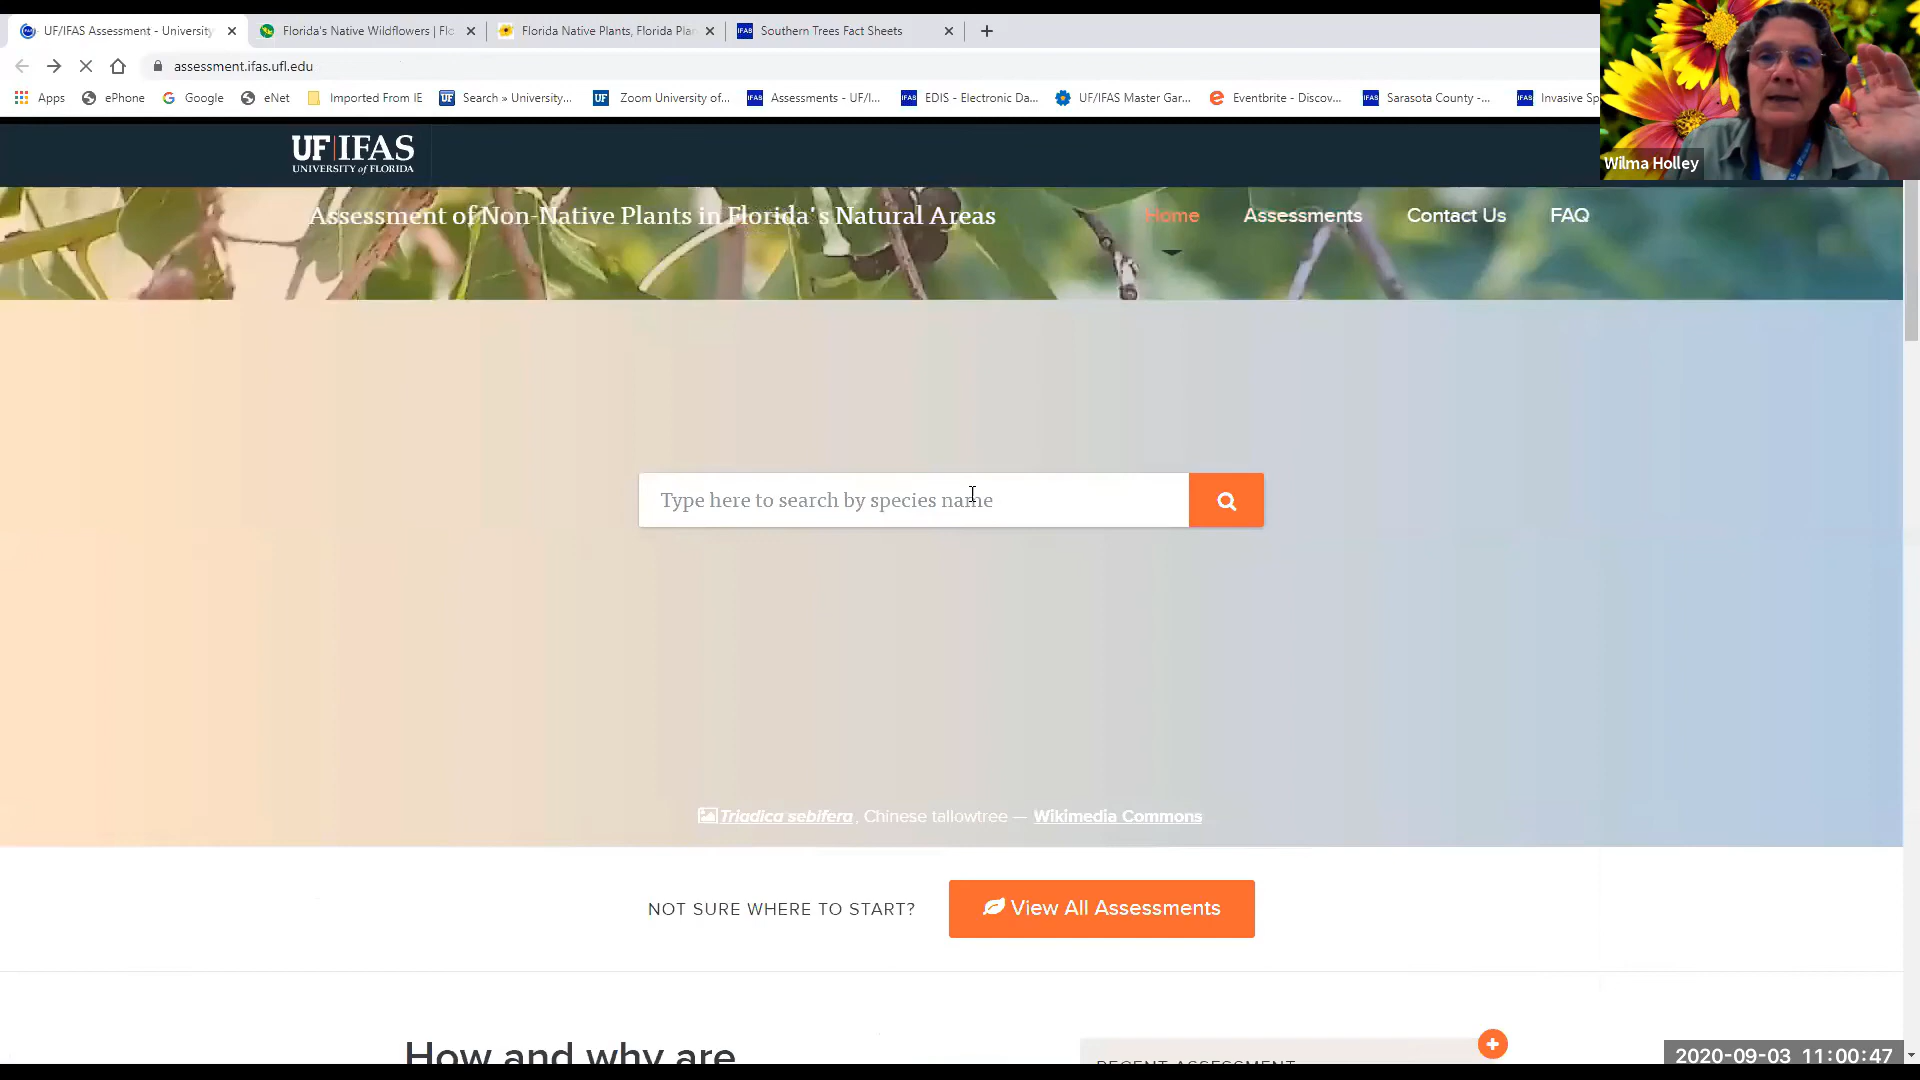 UF/IFAS Assessment - University
Florida's Native Wildflowers | Flo
Florida Native Plants, Florida Plan
Southern Trees Fact Sheets
assessment.ifas.ufl.edu
Apps
ePhone
Google
eNet
Imported From IE
Search » University...
Zoom University of...
Assessments - UF/I...
EDIS - Electronic Da...
UF/IFAS Master Gar...
Eventbrite - Discov...
Sarasota County -...
Invasive Sp
Wilma Holley
UF|IFAS
UNIVERSITY of FLORIDA
Assessment of Non-Native Plants in Florida's Natural Areas
Home
Assessments
Contact Us
FAQ
Type here to search by species name
Triadica sebifera, Chinese tallowtree — Wikimedia Commons
NOT SURE WHERE TO START?
View All Assessments
How and why are
RECENT ASSESSMENT
2020-09-03 11:00:47